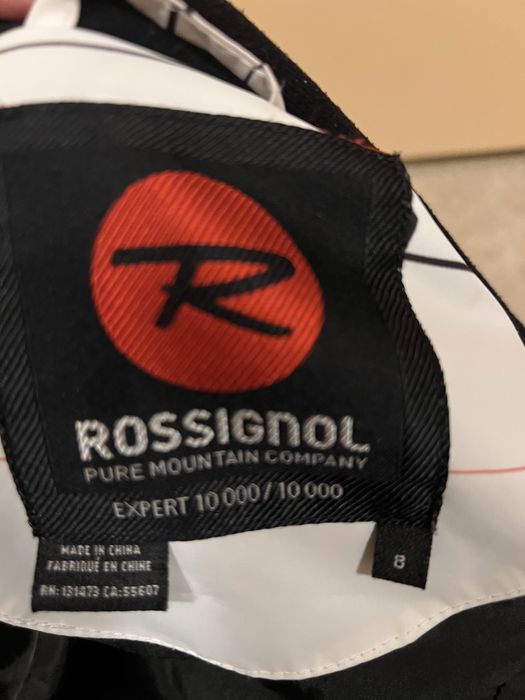 R
ROSSIGNOL
PURE MOUNTAIN COMPANY
EXPERT 10 000 / 10 000
MADE IN CHINA
FABRIQUÉ EN CHINE
RN: 131473 CA: 55607
8